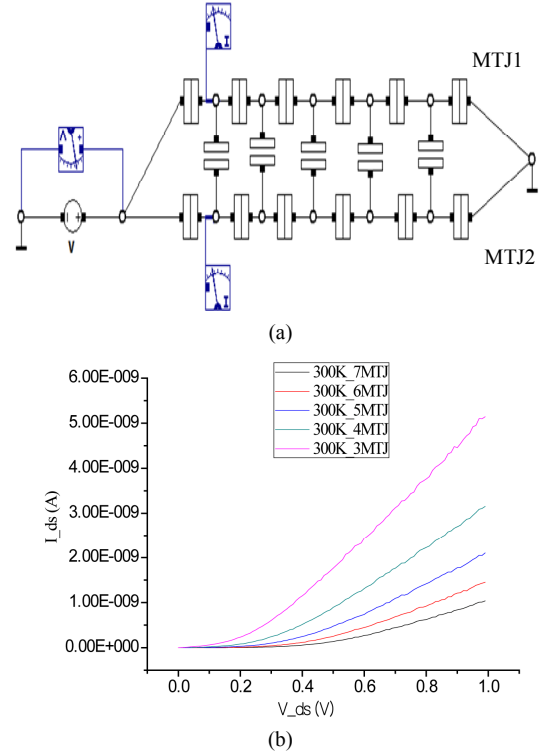 I
MTJ1
V
+
V
+
I
MTJ2
(a)
300K_7MTJ
300K_6MTJ
300K_5MTJ
300K_4MTJ
300K_3MTJ
6.00E-009
5.00E-009
4.00E-009
3.00E-009
2.00E-009
1.00E-009
0.00E+000
I_ds (A)
0.0 0.2 0.4 0.6 0.8 1.0
V_ds (V)
(b)